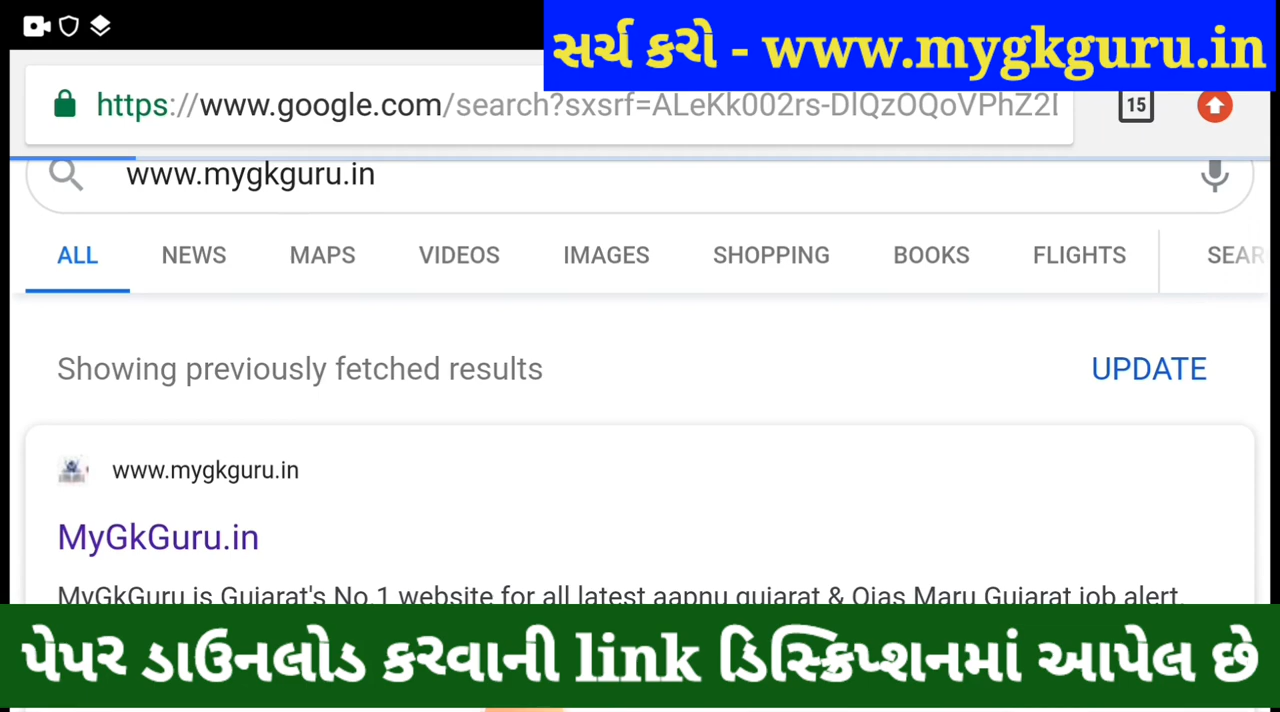 સર્ચ કરો - www.mygkguru.in
https://www.google.com/search?sxsrf=ALeKk002rs-DlQzOQoVPhZ2D
15
www.mygkguru.in
ALL NEWS MAPS VIDEOS IMAGES SHOPPING BOOKS FLIGHTS SEAR
Showing previously fetched results UPDATE
www.mygkguru.in
MyGkGuru.in
MyGkGuru is Gujarat's No.1 website for all latest aapnu gujarat & Ojas Maru Gujarat job alert.
પેપર ડાઉનલોડ કરવાની link ડિસ્ક્રિપ્શનમાં આપેલ છે